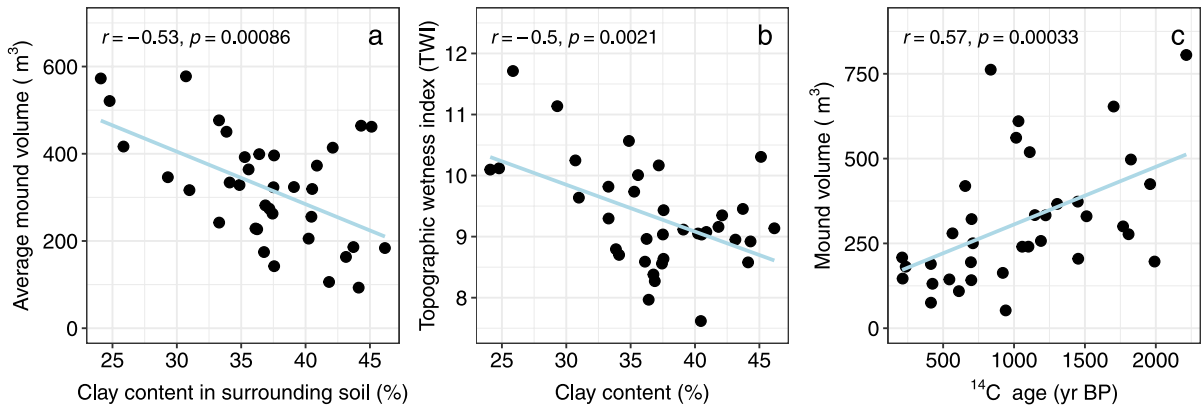 r = −0.53, p = 0.00086
a
Average mound volume ( m³)
600
400
200
0
25
30
35
40
45
Clay content in surrounding soil (%)
r = −0.5, p = 0.0021
b
Topographic wetness index (TWI)
12
11
10
9
8
25
30
35
40
45
Clay content (%)
r = 0.57, p = 0.00033
c
Mound volume ( m³)
750
500
250
0
500
1000
1500
2000
¹⁴C age (yr BP)